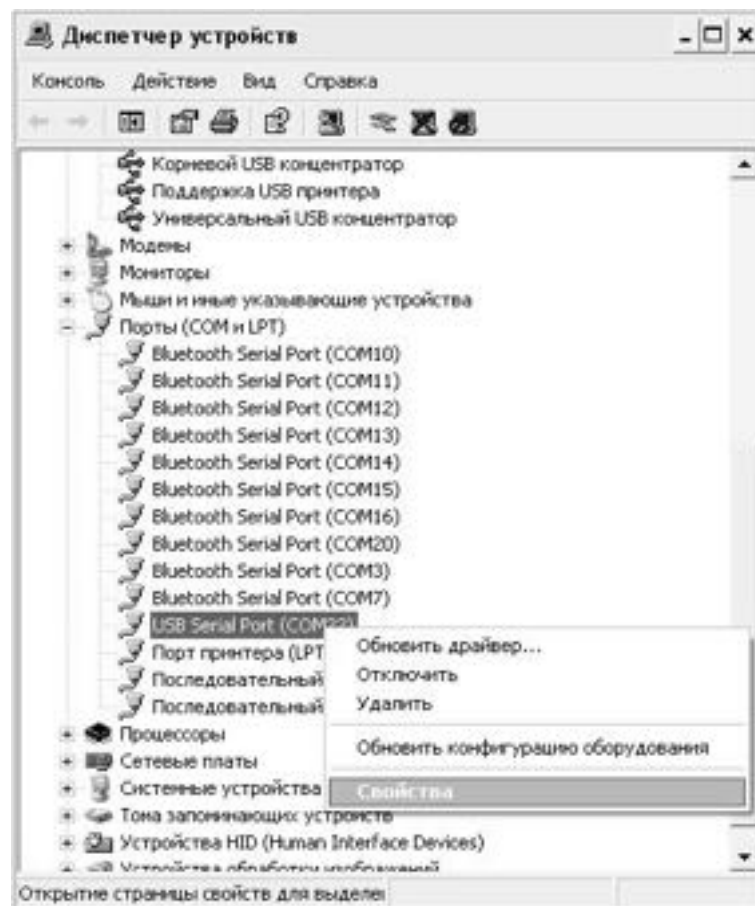 Диспетчер устройств
Консоль Действие Вид Справка
Корневой USB концентратор
Поддержка USB принтера
Универсальный USB концентратор
Модемы
Мониторы
Мыши и иные указывающие устройства
Порты (COM и LPT)
Bluetooth Serial Port (COM10)
Bluetooth Serial Port (COM11)
Bluetooth Serial Port (COM12)
Bluetooth Serial Port (COM13)
Bluetooth Serial Port (COM14)
Bluetooth Serial Port (COM15)
Bluetooth Serial Port (COM16)
Bluetooth Serial Port (COM20)
Bluetooth Serial Port (COM3)
Bluetooth Serial Port (COM7)
USB Serial Port
Обновить драйвер...
Порт принтера (LPT
Отключить
Последовательный
Удалить
Последовательный
Процессоры
Обновить конфигурацию оборудования
Сетевые платы
Системные устройства
Свойства
Тома запоминающих устройств
Устройства HID (Human Interface Devices)
Устройства обработки изображений
Открытие страницы свойств для выделен